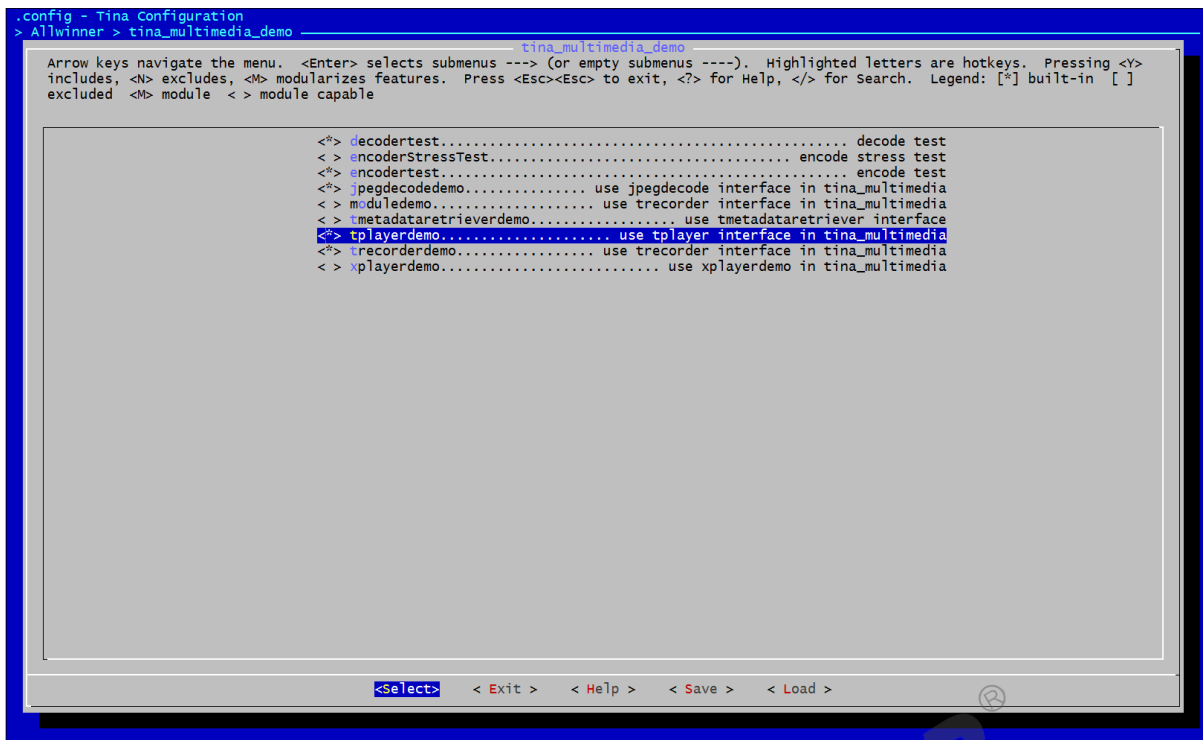 .config - Tina Configuration
> Allwinner > tina_multimedia_demo
tina_multimedia_demo
Arrow keys navigate the menu.  <Enter> selects submenus ---> (or empty submenus ----).  Highlighted letters are hotkeys.  Pressing <Y>
includes, <N> excludes, <M> modularizes features.  Press <Esc><Esc> to exit, <?> for Help, </> for Search.  Legend: [*] built-in  [ ]
excluded  <M> module  < > module capable
<*> decodertest.................................................. decode test
< > encoderStressTest..................................... encode stress test
<*> encodertest.................................................. encode test
<*> jpegdecodedemo............... use jpegdecode interface in tina_multimedia
< > moduledemo.................... use trecorder interface in tina_multimedia
< > tmetadataretrieverdemo.................. use tmetadataretriever interface
<*> tplayerdemo..................... use tplayer interface in tina_multimedia
<*> trecorderdemo................. use trecorder interface in tina_multimedia
< > xplayerdemo........................... use xplayerdemo in tina_multimedia
<Select>    < Exit >    < Help >    < Save >    < Load >
®